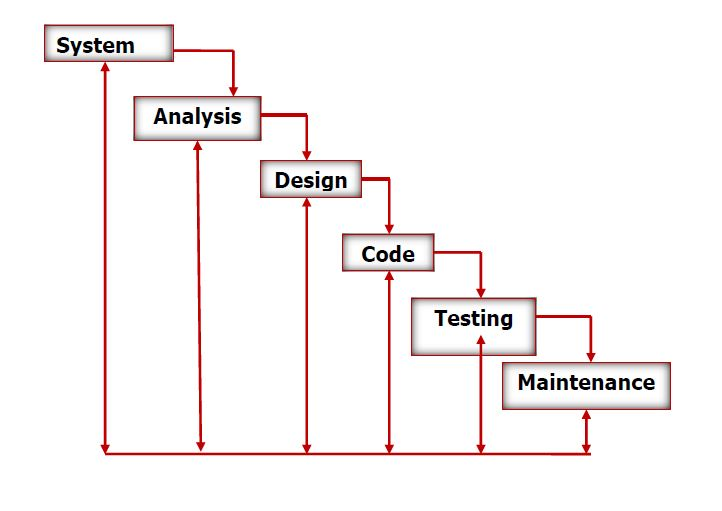 System
Analysis
Design
Code
Testing
Maintenance